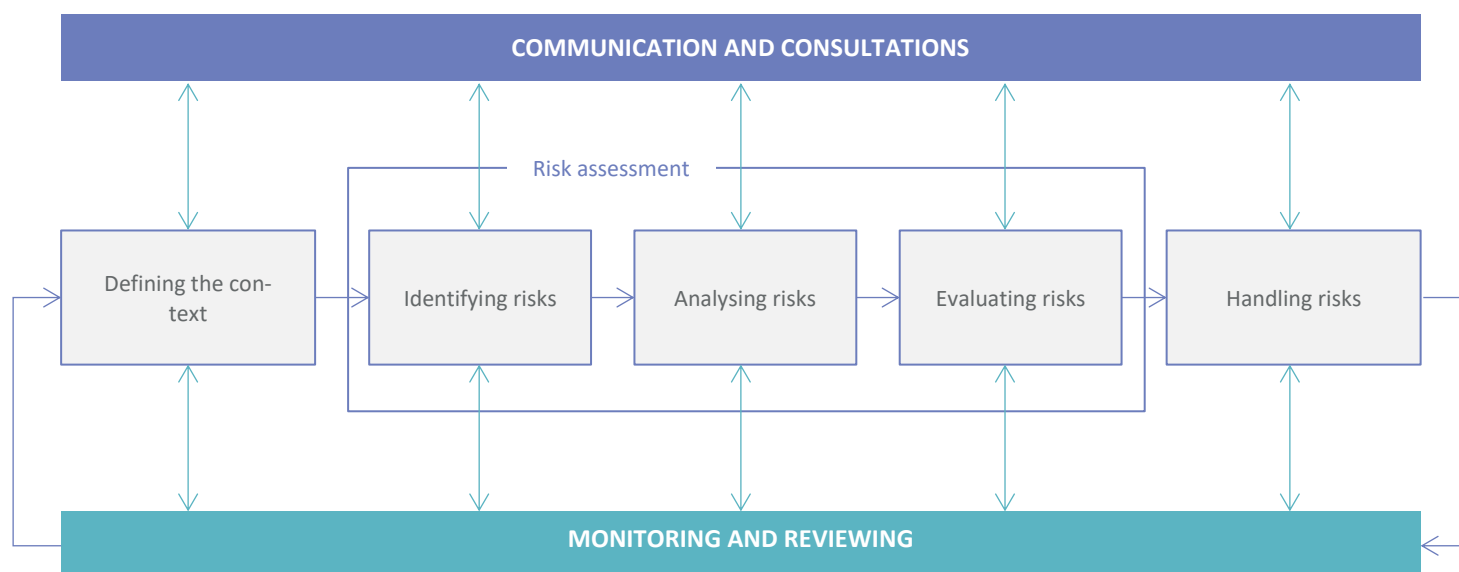 COMMUNICATION AND CONSULTATIONS
Risk assessment
Defining the con-
text
Identifying risks
Analysing risks
Evaluating risks
Handling risks
MONITORING AND REVIEWING